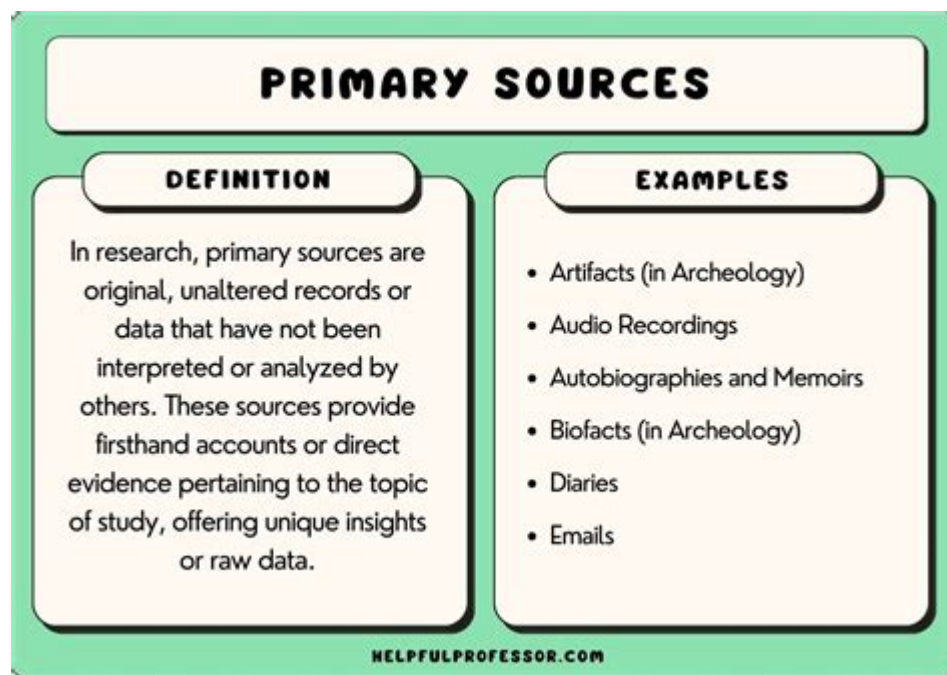 PRIMARY SOURCES
DEFINITION
In research, primary sources are
original, unaltered records or
data that have not been
interpreted or analyzed by
others. These sources provide
firsthand accounts or direct
evidence pertaining to the topic
of study, offering unique insights
or raw data.
EXAMPLES
• Artifacts (in Archeology)
• Audio Recordings
• Autobiographies and Memoirs
• Biofacts (in Archeology)
• Diaries
• Emails
HELPFULPROFESSOR.COM